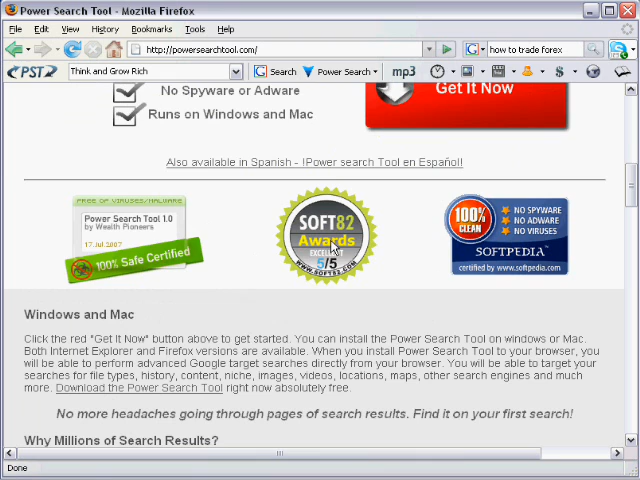 Power Search Tool - Mozilla Firefox
File Edit View History Bookmarks Tools Help
http://powersearchtool.com/
how to trade forex
PST Think and Grow Rich Search Power Search mp3
No Spyware or Adware
Runs on Windows and Mac
Get It Now
Also available in Spanish - !Power search Tool en Español!
FREE OF VIRUSES/MALWARE
Power Search Tool 1.0
by Wealth Pioneers
17.Jul.2007
100% Safe Certified
SOFT82
Awards
EXCELLENT
5/5
WWW.SOFT82.COM
100%
CLEAN
NO SPYWARE
NO ADWARE
NO VIRUSES
SOFTPEDIA
certified by www.softpedia.com
Windows and Mac
Click the red "Get It Now" button above to get started. You can install the Power Search Tool on windows or Mac.
Both Internet Explorer and Firefox versions are available. When you install Power Search Tool to your browser, you
will be able to perform advanced Google target searches directly from your browser. You will be able to target your
searches for file types, history, content, niche, images, videos, locations, maps, other search engines and much
more. Download the Power Search Tool right now absolutely free.
No more headaches going through pages of search results. Find it on your first search!
Why Millions of Search Results?
Done